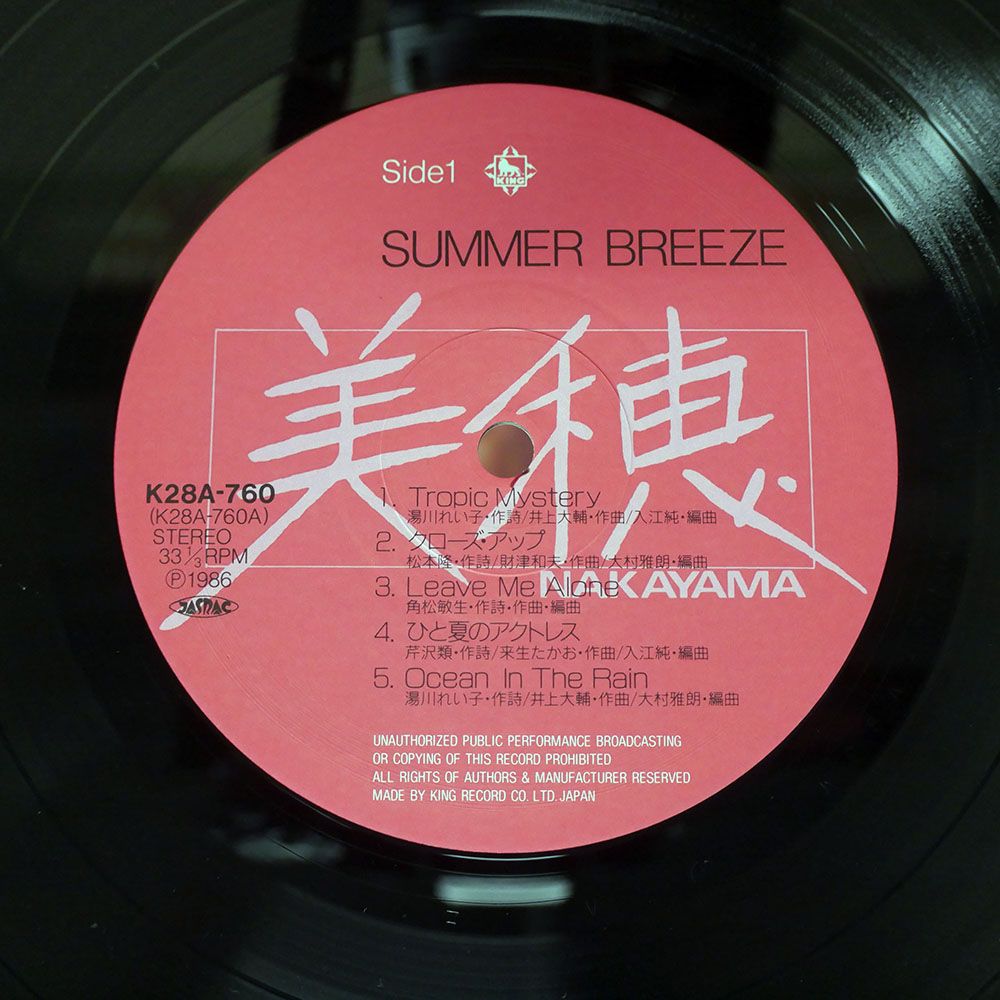 Side1
KING
SUMMER BREEZE
美穂
NAKAYAMA
K28A-760
(K28A-760A)
STEREO
33 1/3 RPM
Ⓟ1986
JASRAC
1. Tropic Mystery
湯川れい子・作詩/井上大輔・作曲/入江純・編曲
2. クローズ・アップ
松本隆・作詩/財津和夫・作曲/大村雅朗・編曲
3. Leave Me Alone
角松敏生・作詩・作曲・編曲
4. ひと夏のアクトレス
芹沢類・作詩/来生たかお・作曲/入江純・編曲
5. Ocean In The Rain
湯川れい子・作詩/井上大輔・作曲/大村雅朗・編曲
UNAUTHORIZED PUBLIC PERFORMANCE BROADCASTING
OR COPYING OF THIS RECORD PROHIBITED
ALL RIGHTS OF AUTHORS & MANUFACTURER RESERVED
MADE BY KING RECORD CO. LTD. JAPAN